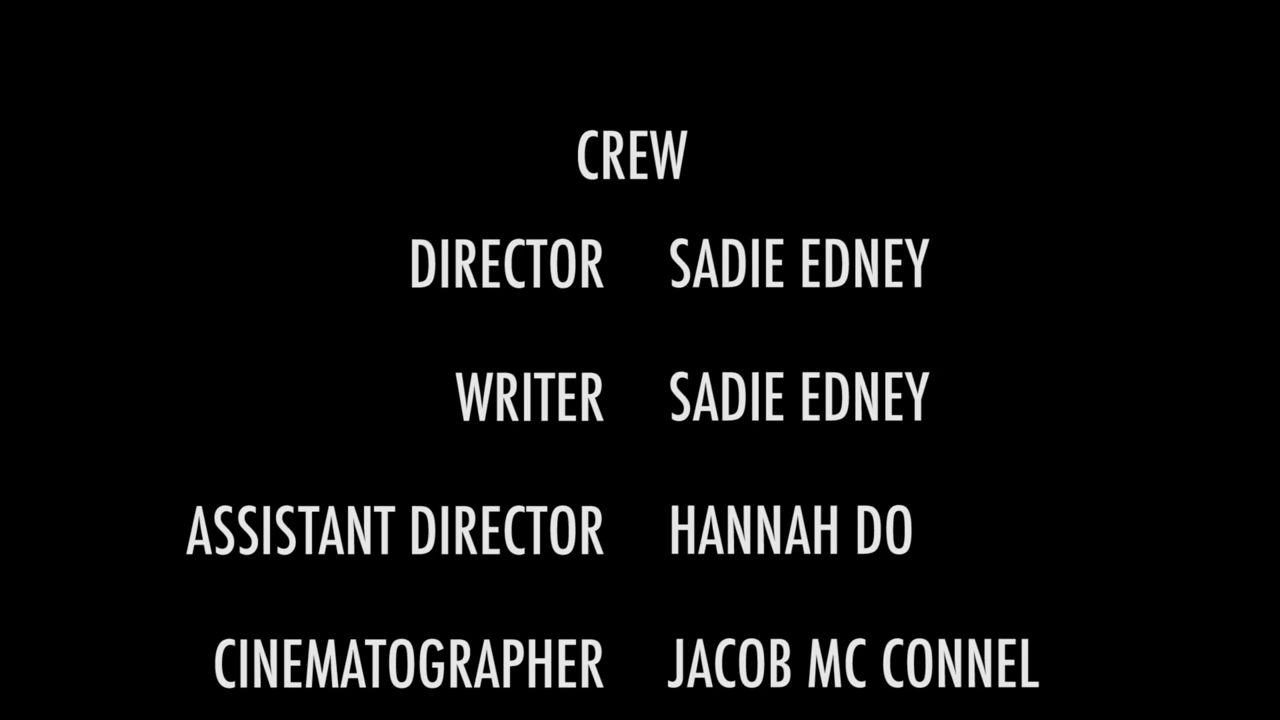 CREW
DIRECTOR SADIE EDNEY
WRITER SADIE EDNEY
ASSISTANT DIRECTOR HANNAH DO
CINEMATOGRAPHER JACOB MC CONNEL